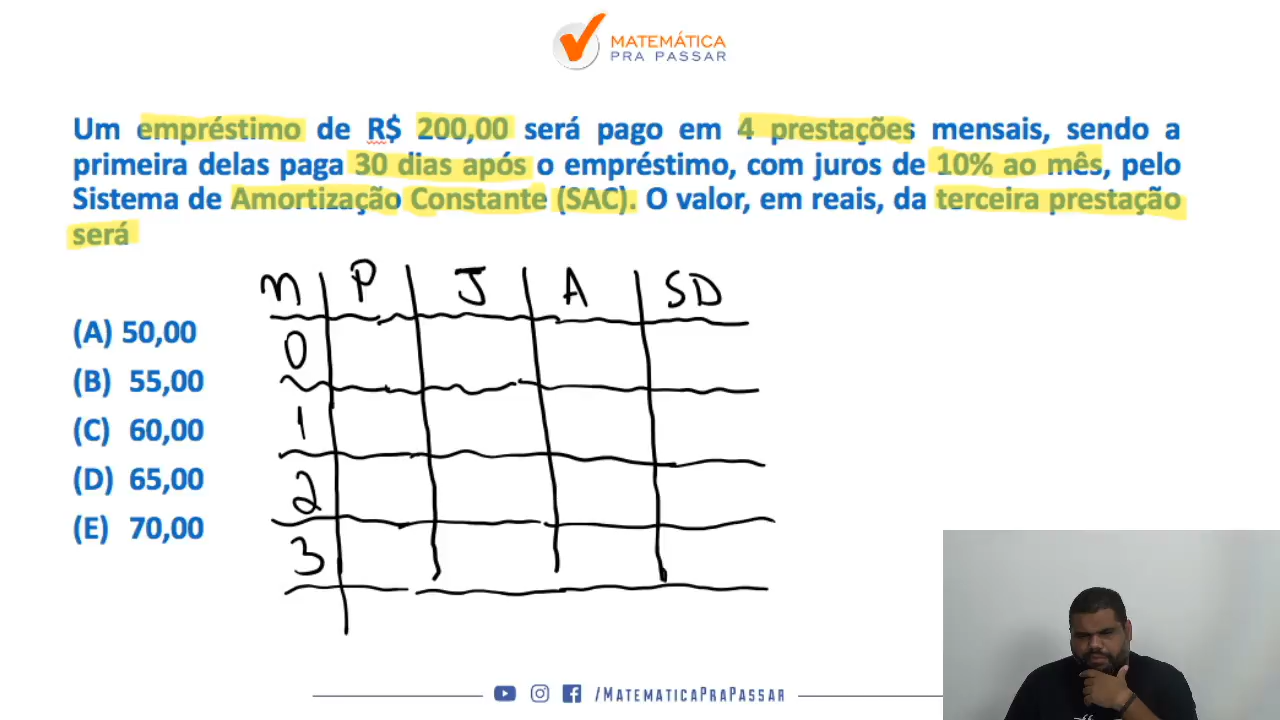 MATEMÁTICA
PRA PASSAR
Um empréstimo de R$ 200,00 será pago em 4 prestações mensais, sendo a
primeira delas paga 30 dias após o empréstimo, com juros de 10% ao mês, pelo
Sistema de Amortização Constante (SAC). O valor, em reais, da terceira prestação
será
n P J A SD
(A) 50,00
0
(B) 55,00
1
(C) 60,00
(D) 65,00
2
(E) 70,00
3
/MATEMATICAPRAPASSAR